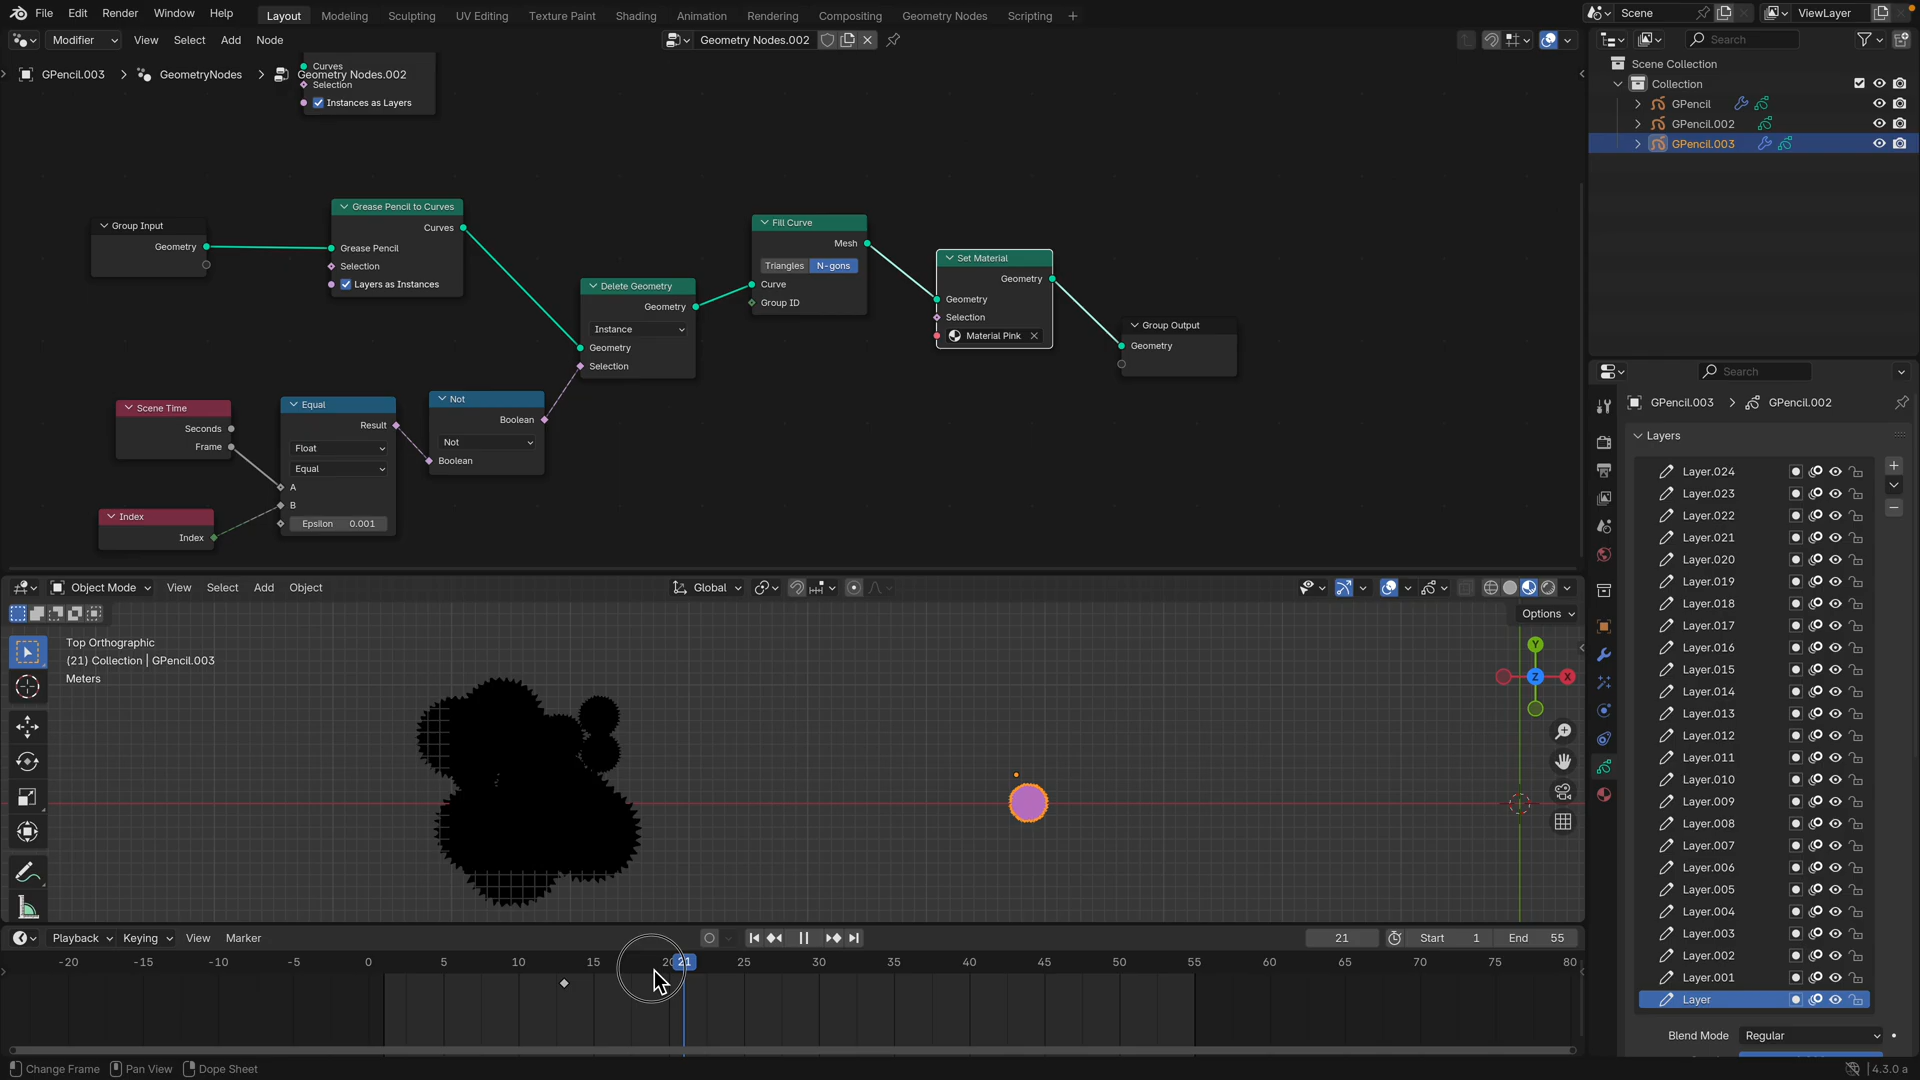 File Edit Render Window Help Layout Modeling Sculpting UV Editing Texture Paint Shading Animation Rendering Compositing Geometry Nodes Scripting Scene ViewLayer
Modifier View Select Add Node Geometry Nodes.002 Search
GPencil.003 GeometryNodes Geometry Nodes.002
Curves
Selection
Instances as Layers
Scene Collection
Collection
GPencil
GPencil.002
GPencil.003
Group Input
Geometry
Grease Pencil to Curves
Curves
Grease Pencil
Selection
Layers as Instances
Delete Geometry
Geometry
Instance
Geometry
Selection
Fill Curve
Mesh
Triangles N-gons
Curve
Group ID
Set Material
Geometry
Geometry
Selection
Material Pink
Group Output
Geometry
Scene Time
Seconds
Frame
Index
Index
Equal
Result
Float
Equal
A
B
Epsilon 0.001
Not
Boolean
Not
Boolean
Search
GPencil.003 GPencil.002
Layers
Layer.024
Layer.023
Layer.022
Layer.021
Layer.020
Layer.019
Layer.018
Layer.017
Layer.016
Layer.015
Layer.014
Layer.013
Layer.012
Layer.011
Layer.010
Layer.009
Layer.008
Layer.007
Layer.006
Layer.005
Layer.004
Layer.003
Layer.002
Layer.001
Layer
Blend Mode Regular
Object Mode View Select Add Object Global
Options
Top Orthographic
(21) Collection | GPencil.003
Meters
Y
Z X
Playback Keying View Marker 21 Start 1 End 55
-20 -15 -10 -5 0 5 10 15 20 21 25 30 35 40 45 50 55 60 65 70 75 80
Change Frame Pan View Dope Sheet 4.3.0 a